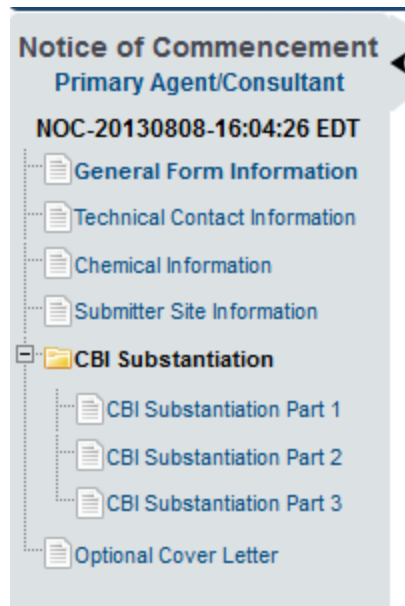 Notice of Commencement
Primary Agent/Consultant
NOC-20130808-16:04:26 EDT
General Form Information
Technical Contact Information
Chemical Information
Submitter Site Information
CBI Substantiation
CBI Substantiation Part 1
CBI Substantiation Part 2
CBI Substantiation Part 3
Optional Cover Letter